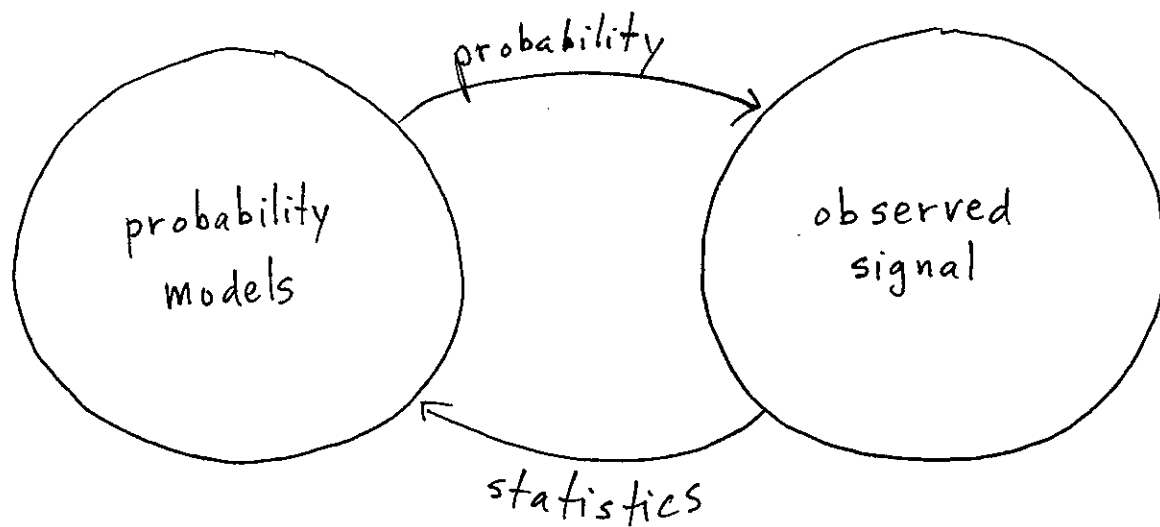 probability
probability
models
observed
signal
statistics